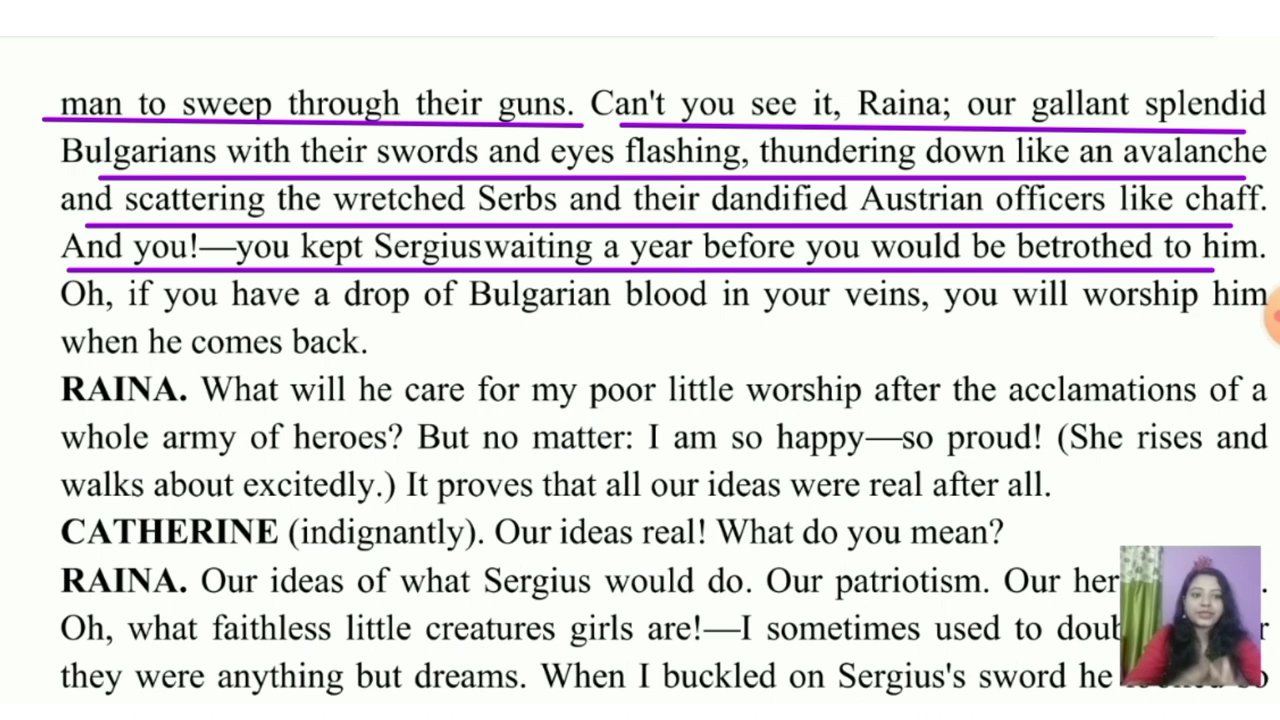 man to sweep through their guns. Can't you see it, Raina; our gallant splendid
Bulgarians with their swords and eyes flashing, thundering down like an avalanche
and scattering the wretched Serbs and their dandified Austrian officers like chaff.
And you!—you kept Sergiuswaiting a year before you would be betrothed to him.
Oh, if you have a drop of Bulgarian blood in your veins, you will worship him
when he comes back.
RAINA. What will he care for my poor little worship after the acclamations of a
whole army of heroes? But no matter: I am so happy—so proud! (She rises and
walks about excitedly.) It proves that all our ideas were real after all.
CATHERINE (indignantly). Our ideas real! What do you mean?
RAINA. Our ideas of what Sergius would do. Our patriotism. Our
Oh, what faithless little creatures girls are!—I sometimes used to
they were anything but dreams. When I buckled on Sergius's sword he